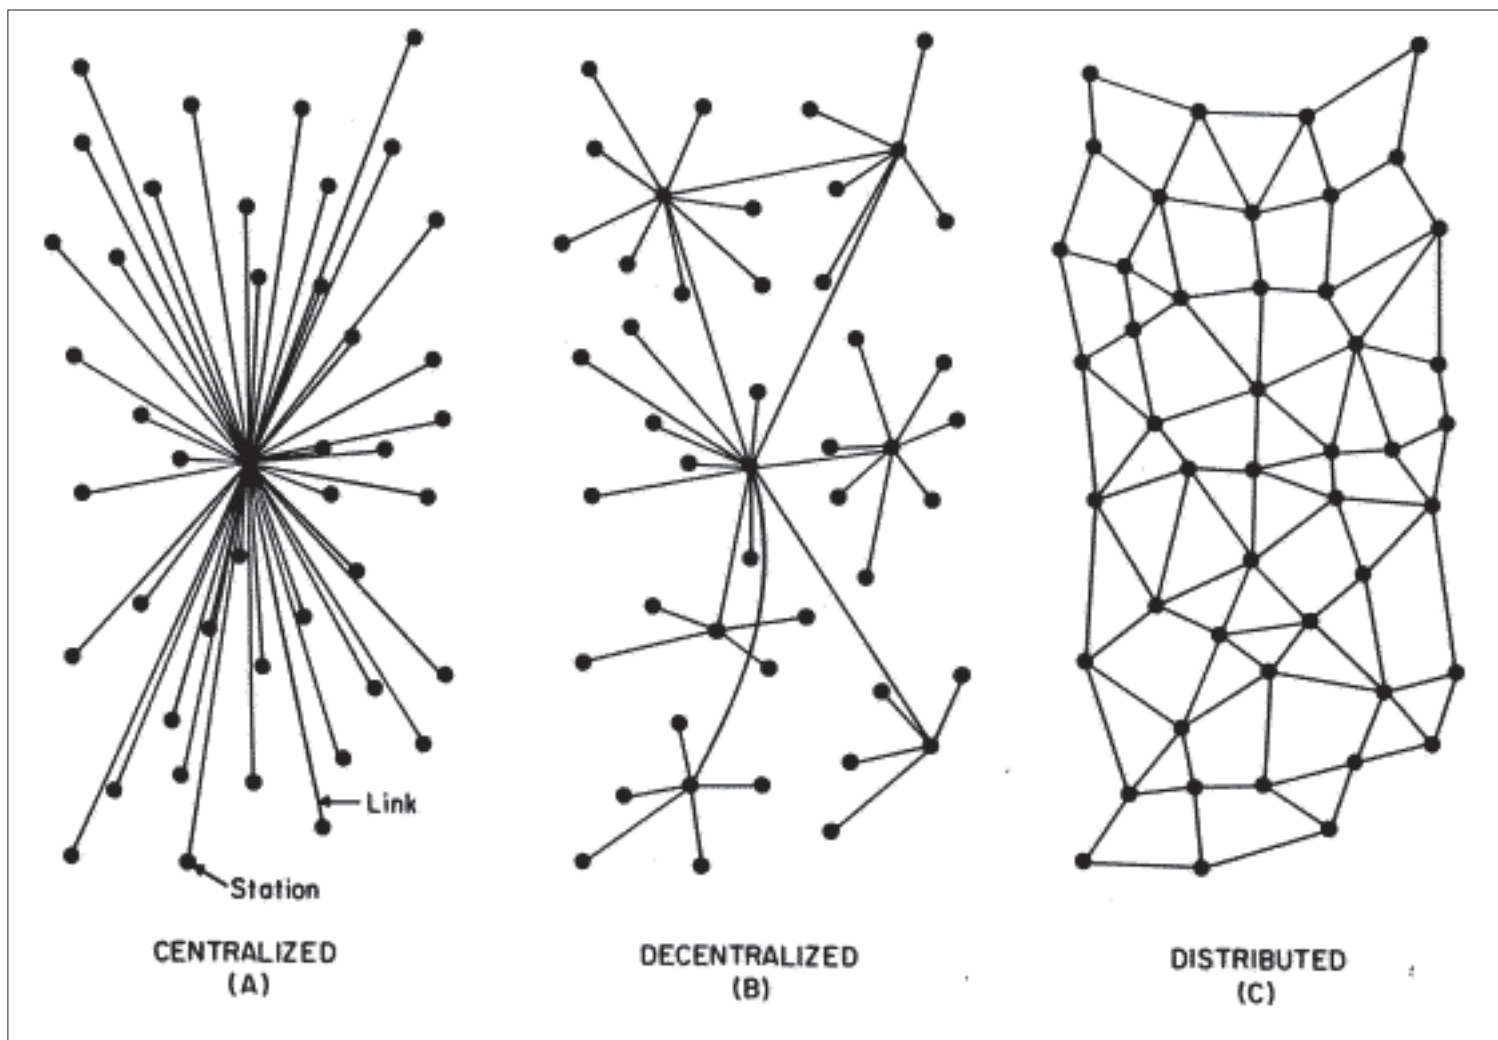 Link
Station
CENTRALIZED
(A)
DECENTRALIZED
(B)
DISTRIBUTED
(C)